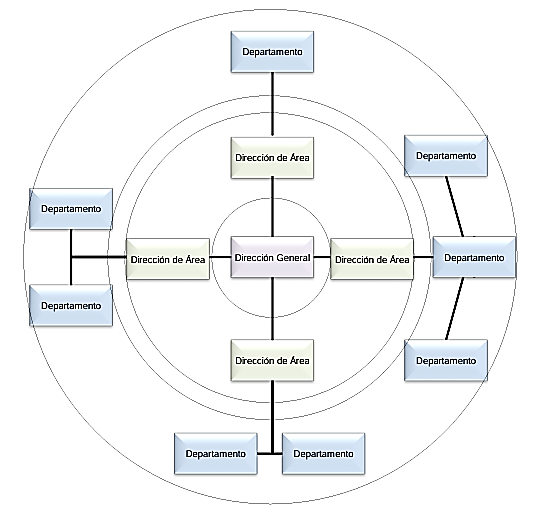 Departamento
Dirección de Área
Departamento
Departamento
Dirección de Área
Dirección General
Dirección de Área
Departamento
Departamento
Dirección de Área
Departamento
Departamento
Departamento